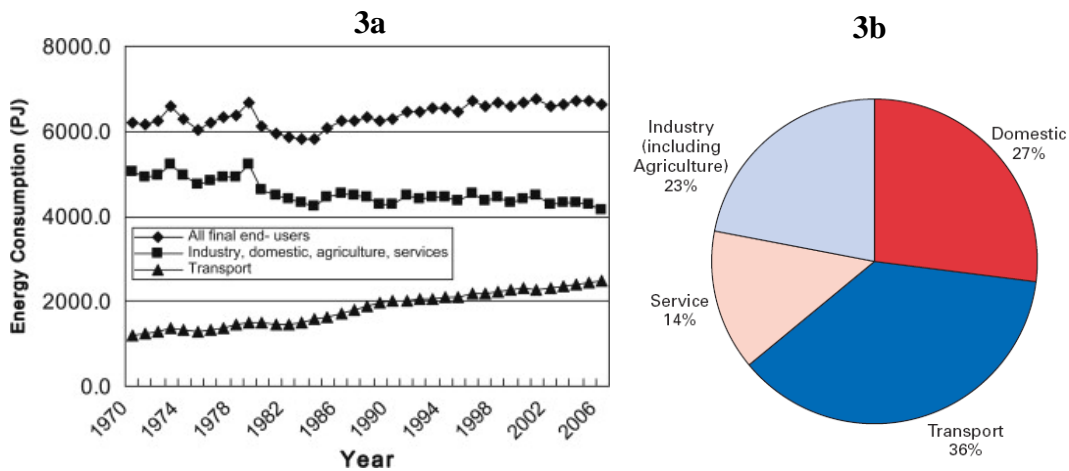 3a
8000.0
6000.0
4000.0
2000.0
0.0
Energy Consumption (PJ)
All final end- users
Industry, domestic, agriculture, services
Transport
1970
1974
1978
1982
1986
1990
1994
1998
2002
2006
Year
3b
Industry
(including
Agriculture)
23%
Domestic
27%
Service
14%
Transport
36%